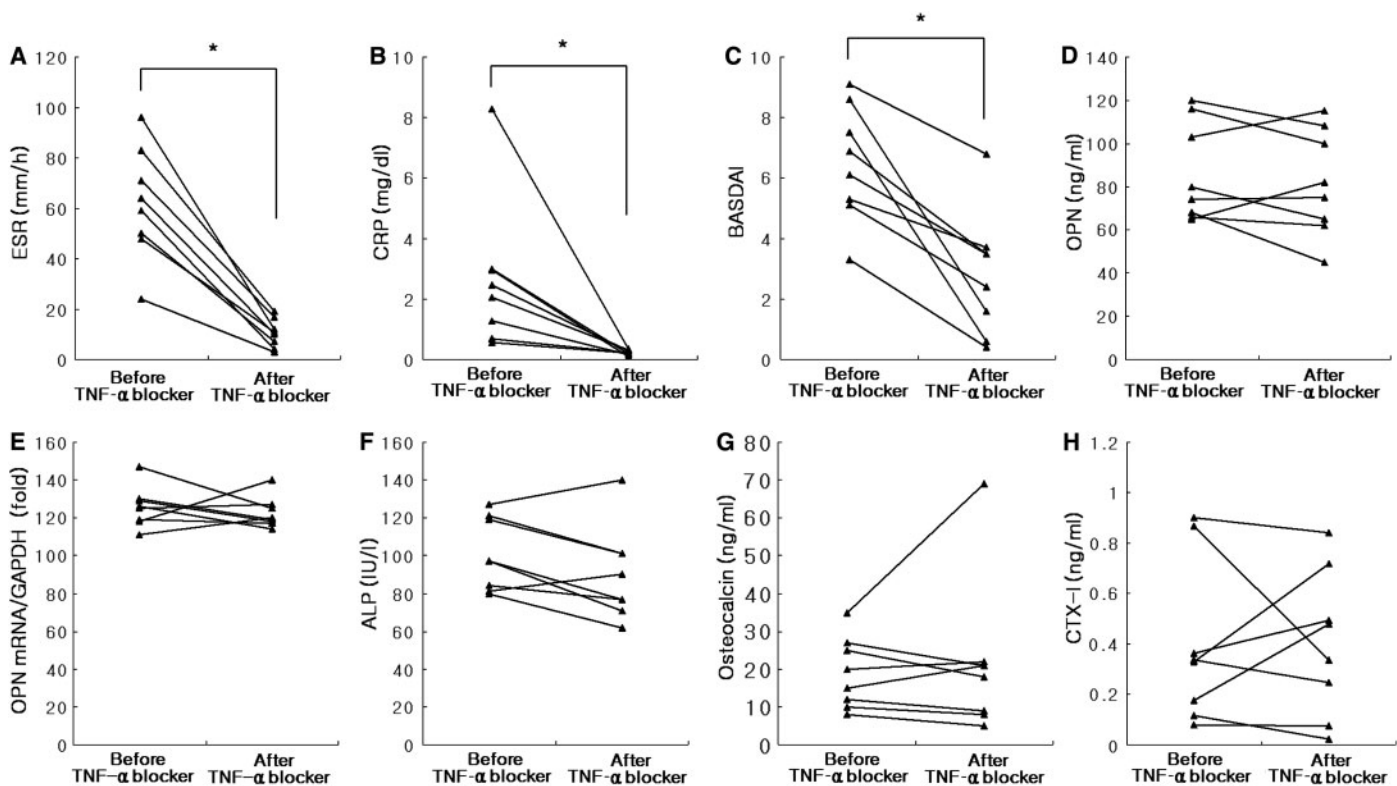 A
*
ESR (mm/h)
120
100
80
60
40
20
0
Before
TNF-α blocker
After
TNF-α blocker
B
*
CRP (mg/dl)
10
8
6
4
2
0
Before
TNF-α blocker
After
TNF-α blocker
C
*
BASDAI
10
8
6
4
2
0
Before
TNF-α blocker
After
TNF-α blocker
D
OPN (ng/ml)
140
120
100
80
60
40
20
0
Before
TNF-α blocker
After
TNF-α blocker
E
OPN mRNA/GAPDH (fold)
160
140
120
100
80
60
40
20
0
Before
TNF-α blocker
After
TNF-α blocker
F
ALP (IU/l)
160
140
120
100
80
60
40
20
0
Before
TNF-α blocker
After
TNF-α blocker
G
Osteocalcin (ng/ml)
80
70
60
50
40
30
20
10
0
Before
TNF-α blocker
After
TNF-α blocker
H
CTX-I (ng/ml)
1.2
1
0.8
0.6
0.4
0.2
0
Before
TNF-α blocker
After
TNF-α blocker